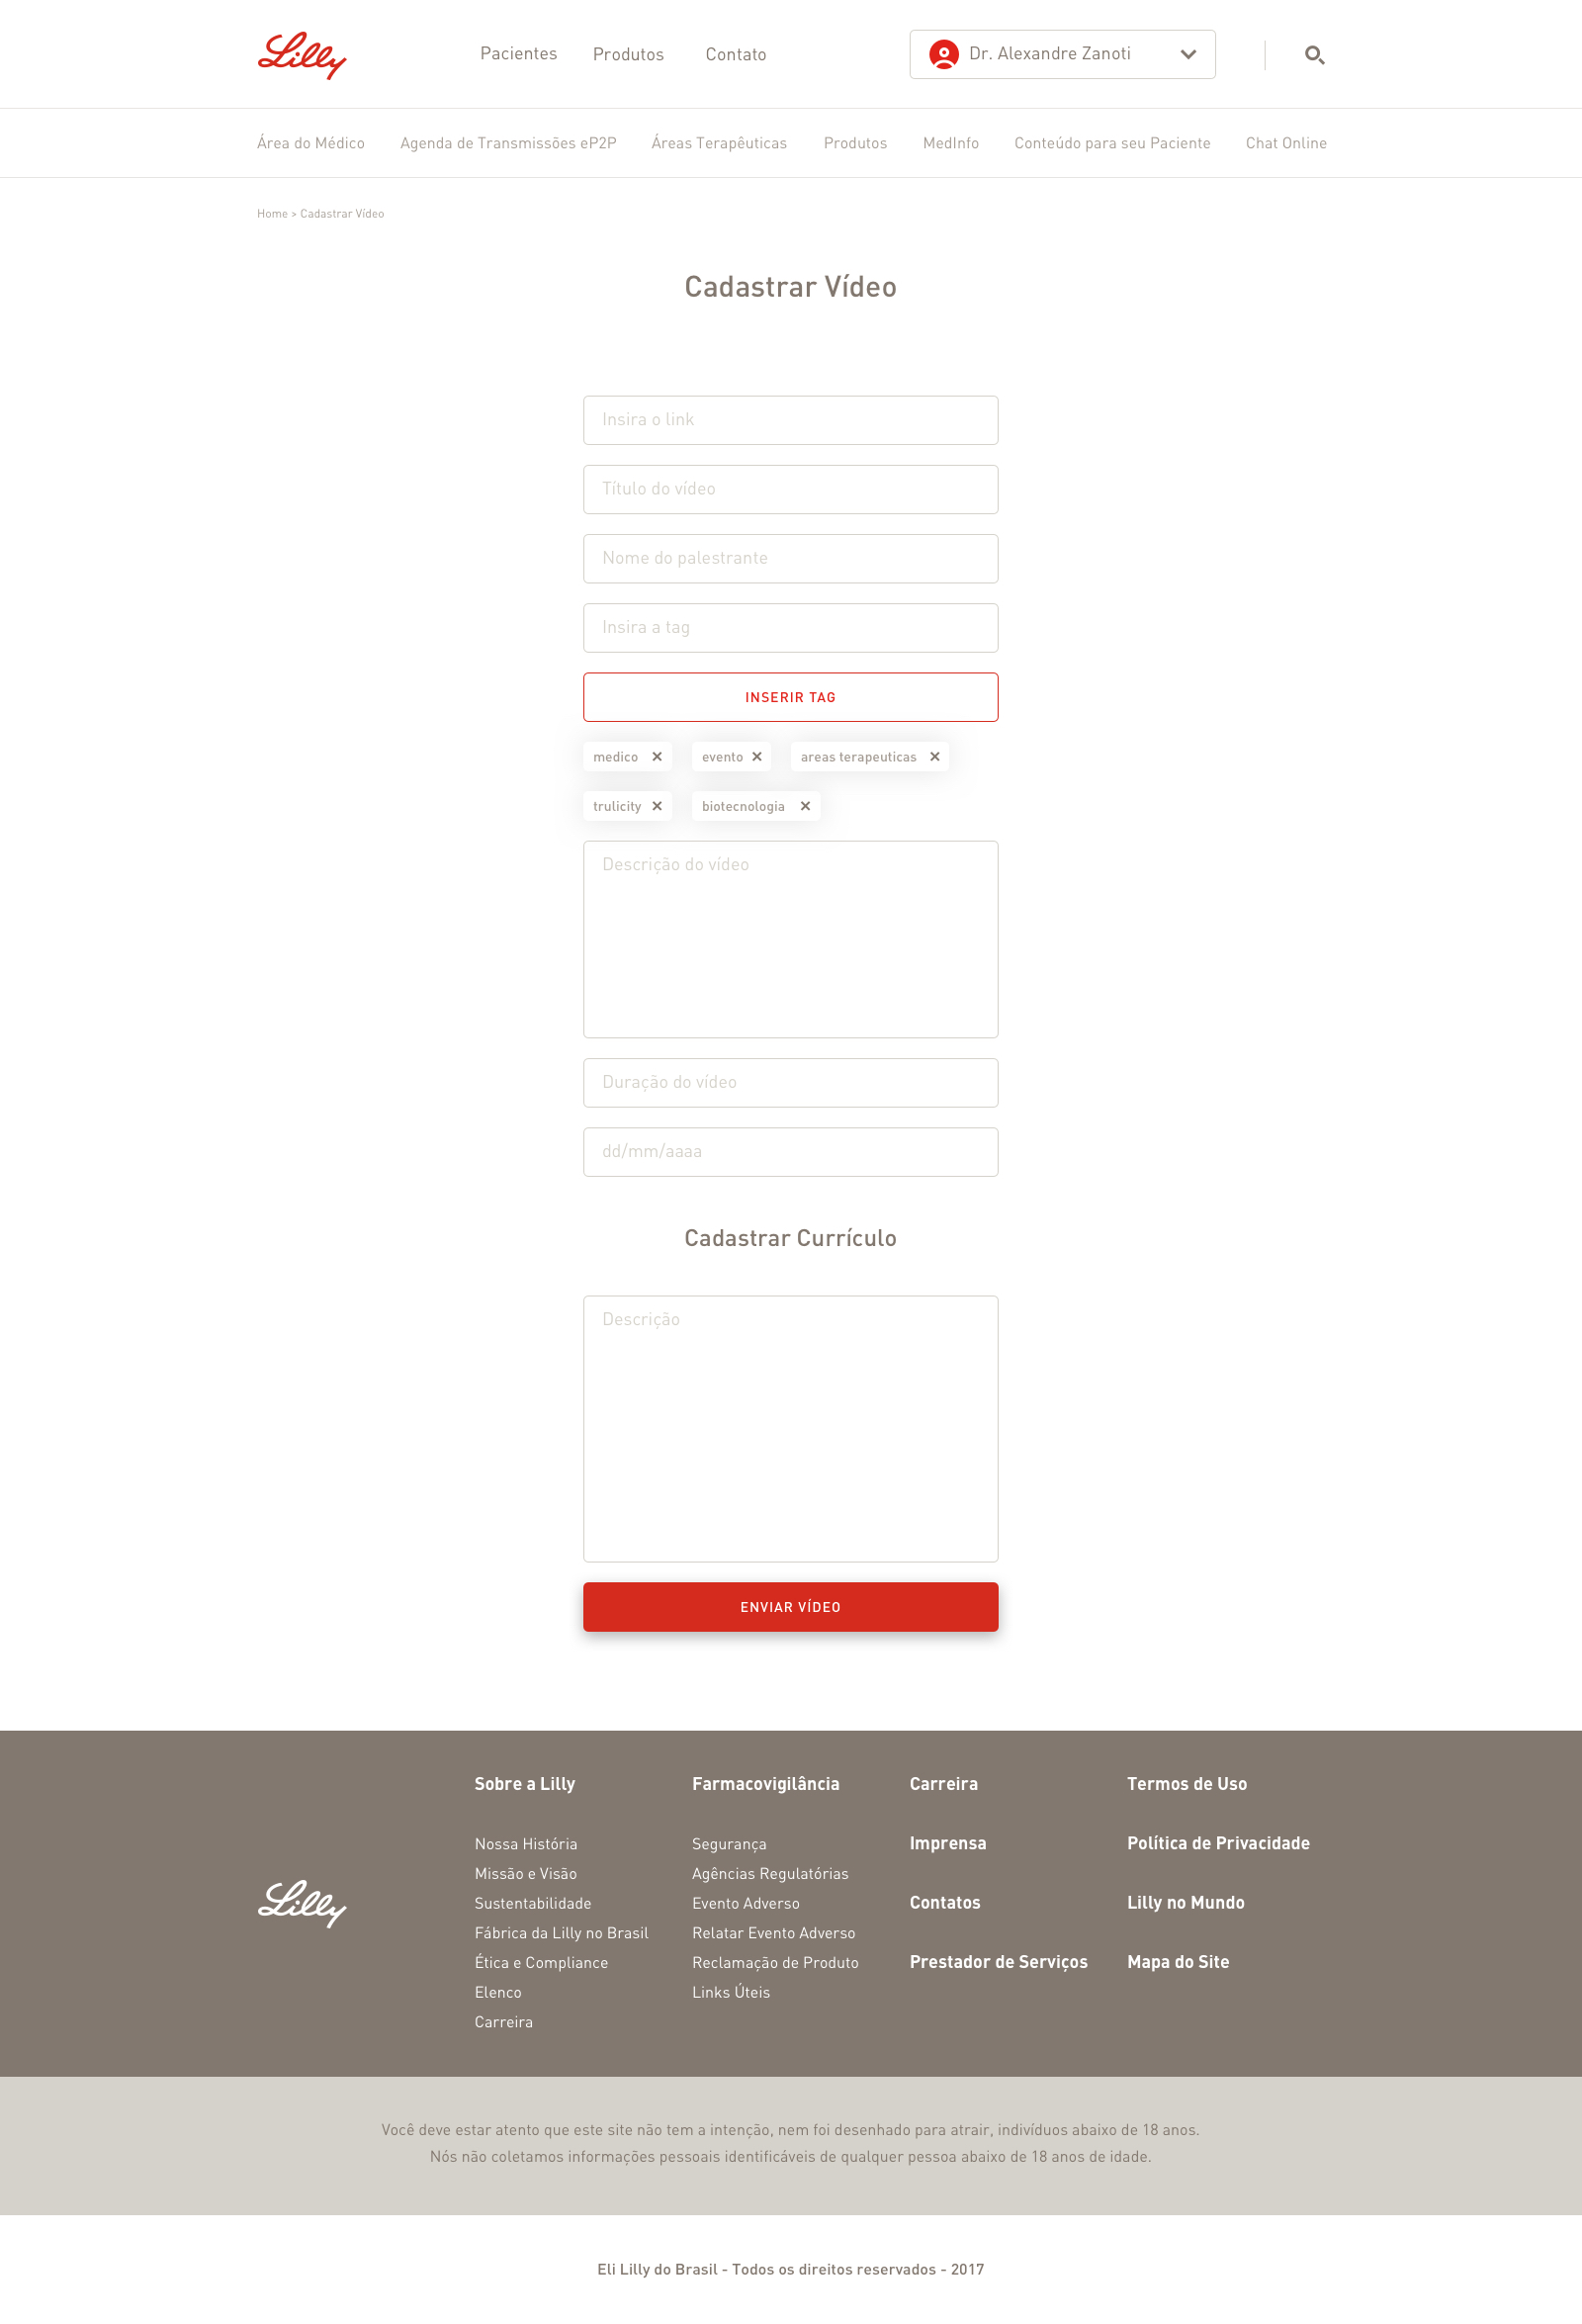 Lilly
Pacientes Produtos Contato Dr. Alexandre Zanoti
Área do Médico Agenda de Transmissões eP2P Áreas Terapêuticas Produtos MedInfo Conteúdo para seu Paciente Chat Online
Home > Cadastrar Vídeo
Cadastrar Vídeo
Insira o link
Título do vídeo
Nome do palestrante
Insira a tag
INSERIR TAG
medico evento areas terapeuticas
trulicity biotecnologia
Descrição do vídeo
Duração do vídeo
dd/mm/aaaa
Cadastrar Currículo
Descrição
ENVIAR VÍDEO
Lilly
Sobre a Lilly
Nossa História
Missão e Visão
Sustentabilidade
Fábrica da Lilly no Brasil
Ética e Compliance
Elenco
Carreira
Farmacovigilância
Segurança
Agências Regulatórias
Evento Adverso
Relatar Evento Adverso
Reclamação de Produto
Links Úteis
Carreira
Imprensa
Contatos
Prestador de Serviços
Termos de Uso
Política de Privacidade
Lilly no Mundo
Mapa do Site
Você deve estar atento que este site não tem a intenção, nem foi desenhado para atrair, indivíduos abaixo de 18 anos.
Nós não coletamos informações pessoais identificáveis de qualquer pessoa abaixo de 18 anos de idade.
Eli Lilly do Brasil - Todos os direitos reservados - 2017